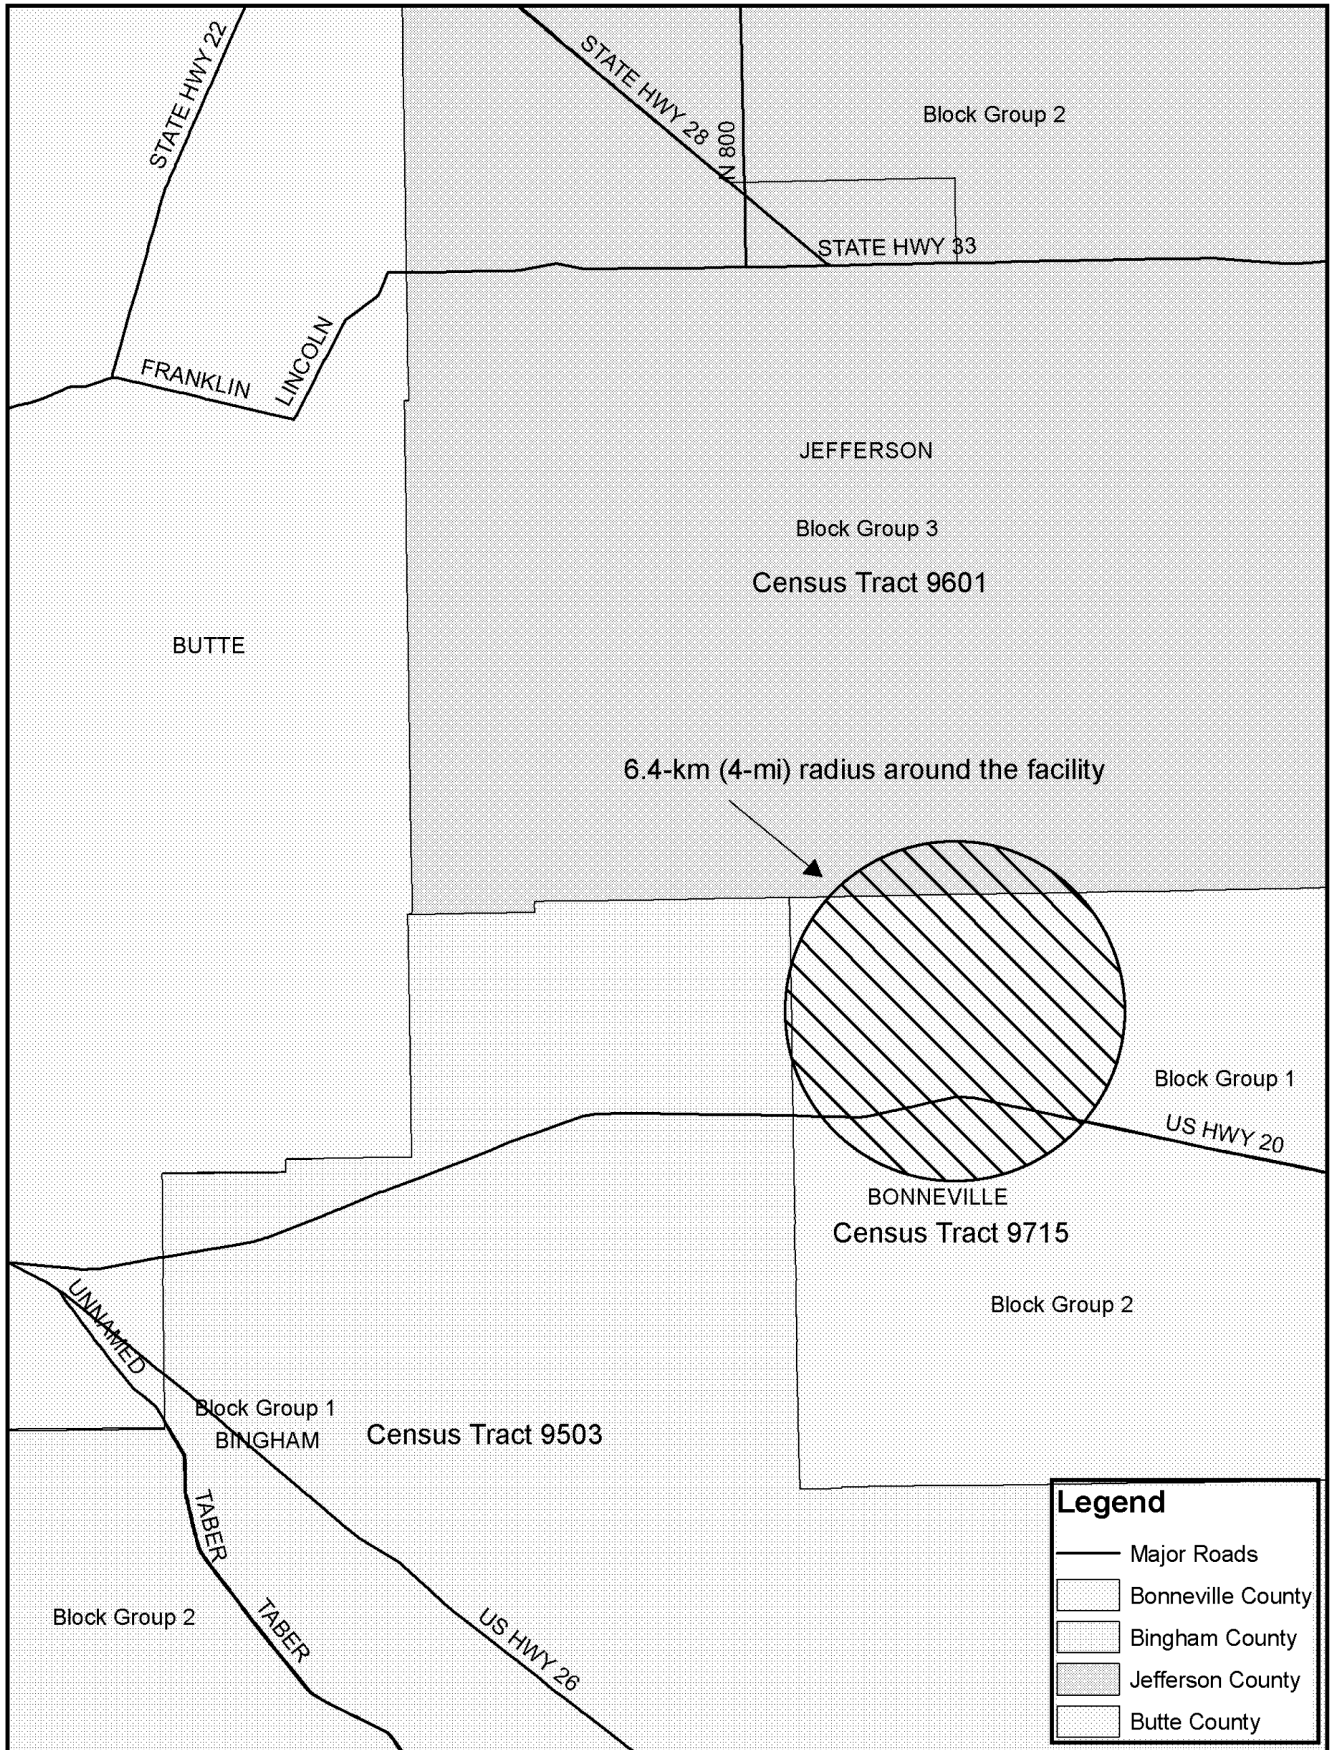 STATE HWY 22
STATE HWY 28
N 800
Block Group 2
STATE HWY 33
FRANKLIN
LINCOLN
JEFFERSON
Block Group 3
Census Tract 9601
BUTTE
6.4-km (4-mi) radius around the facility
Block Group 1
US HWY 20
BONNEVILLE
Census Tract 9715
Block Group 2
UNNAMED
Block Group 1
BINGHAM
Census Tract 9503
TABER
TABER
Block Group 2
US HWY 26
Legend
Major Roads
Bonneville County
Bingham County
Jefferson County
Butte County